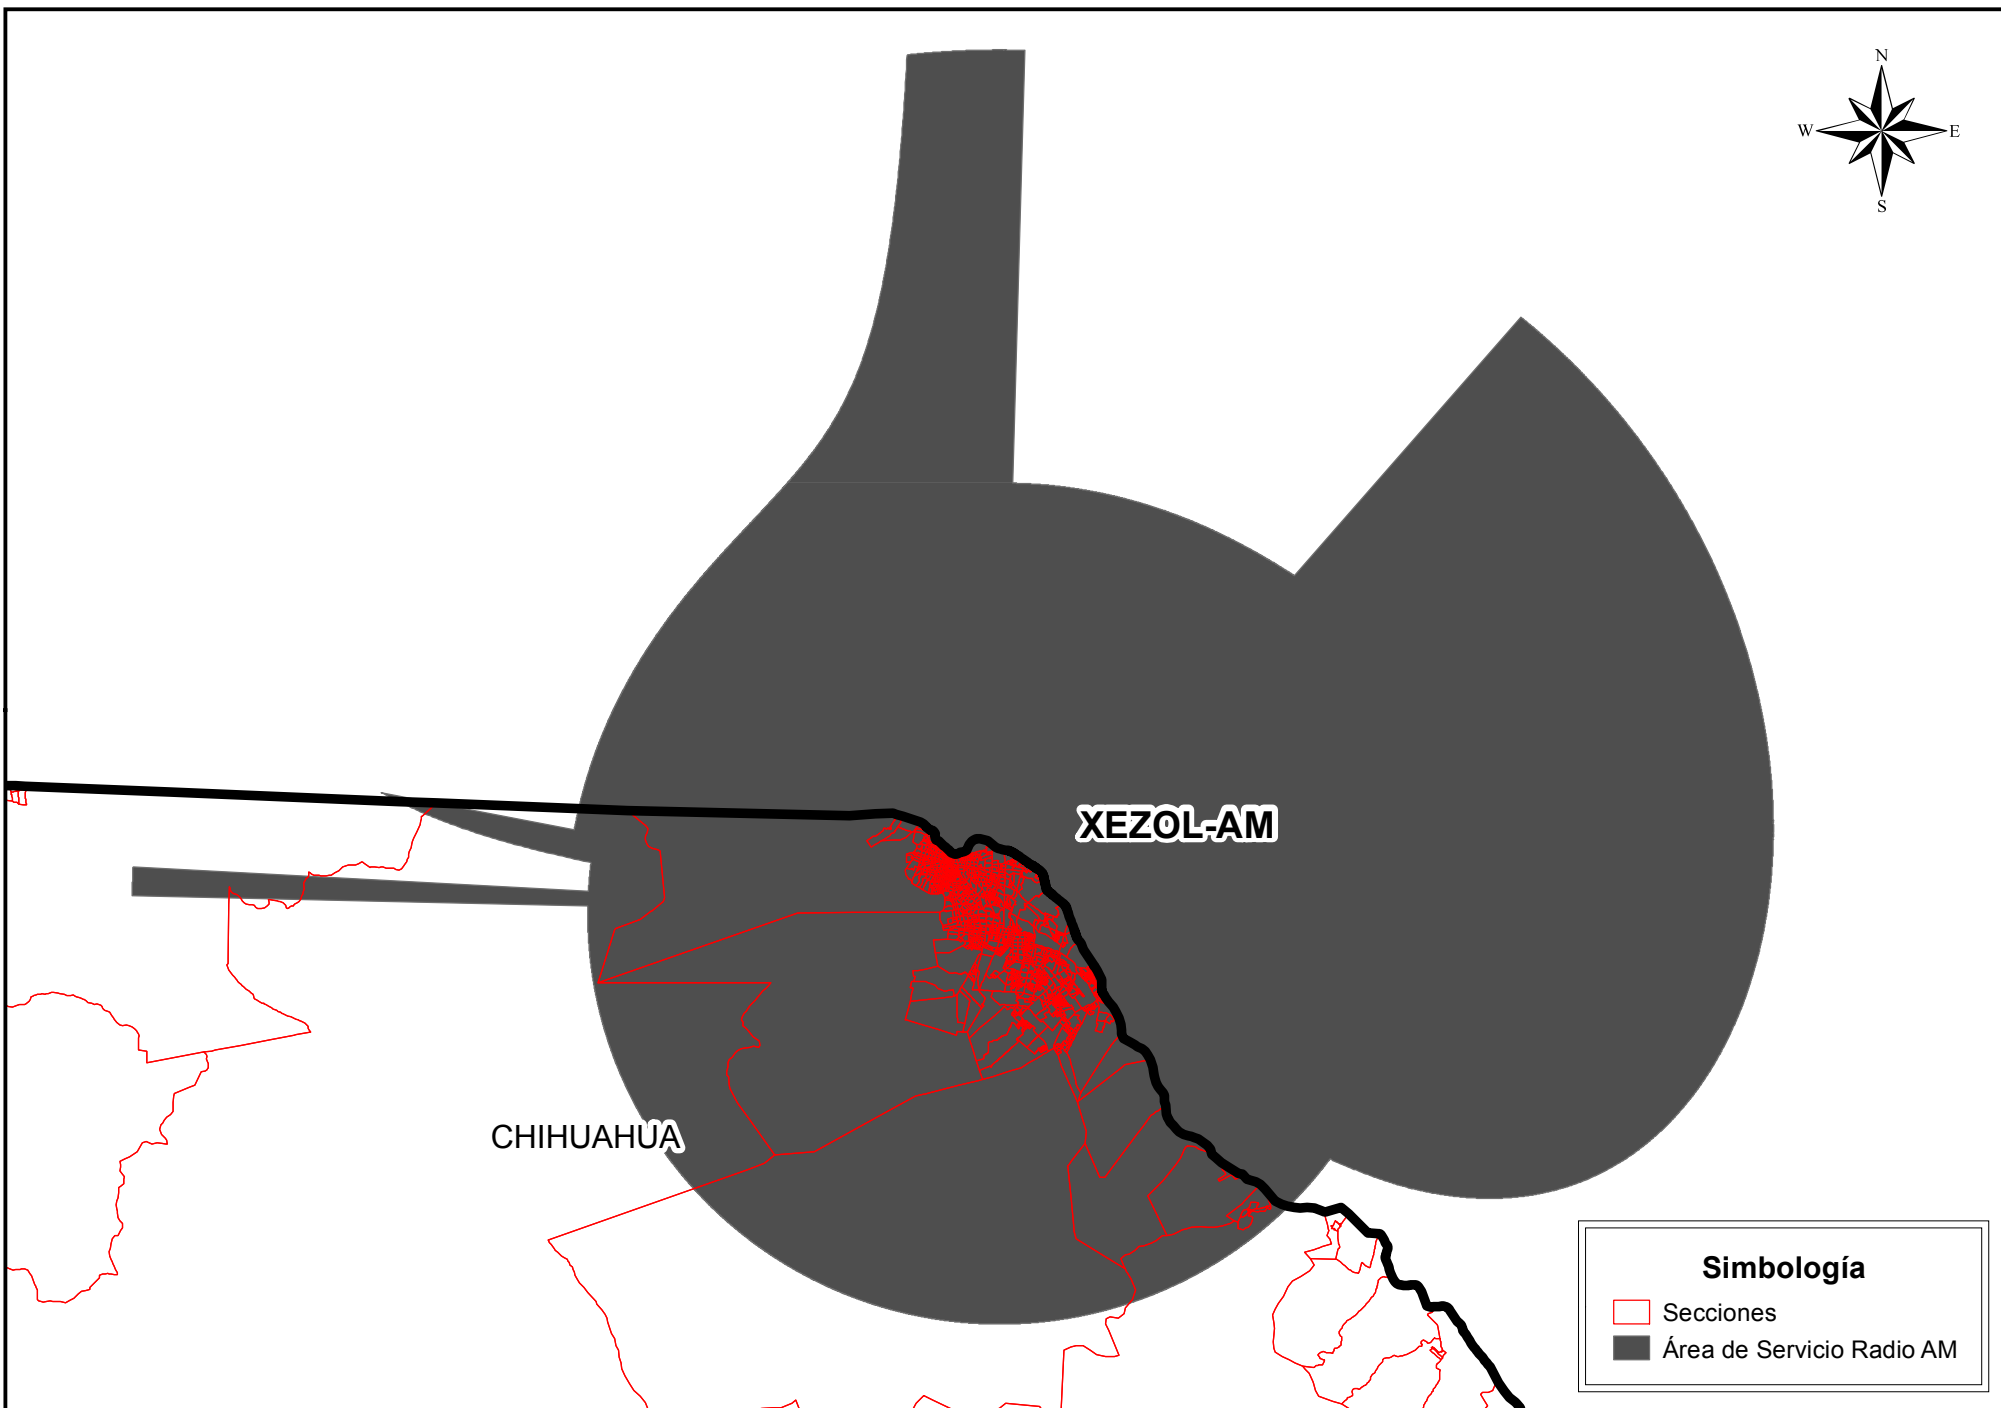 N
W E
S
XEZOL-AM
CHIHUAHUA
Simbología
Secciones
Área de Servicio Radio AM